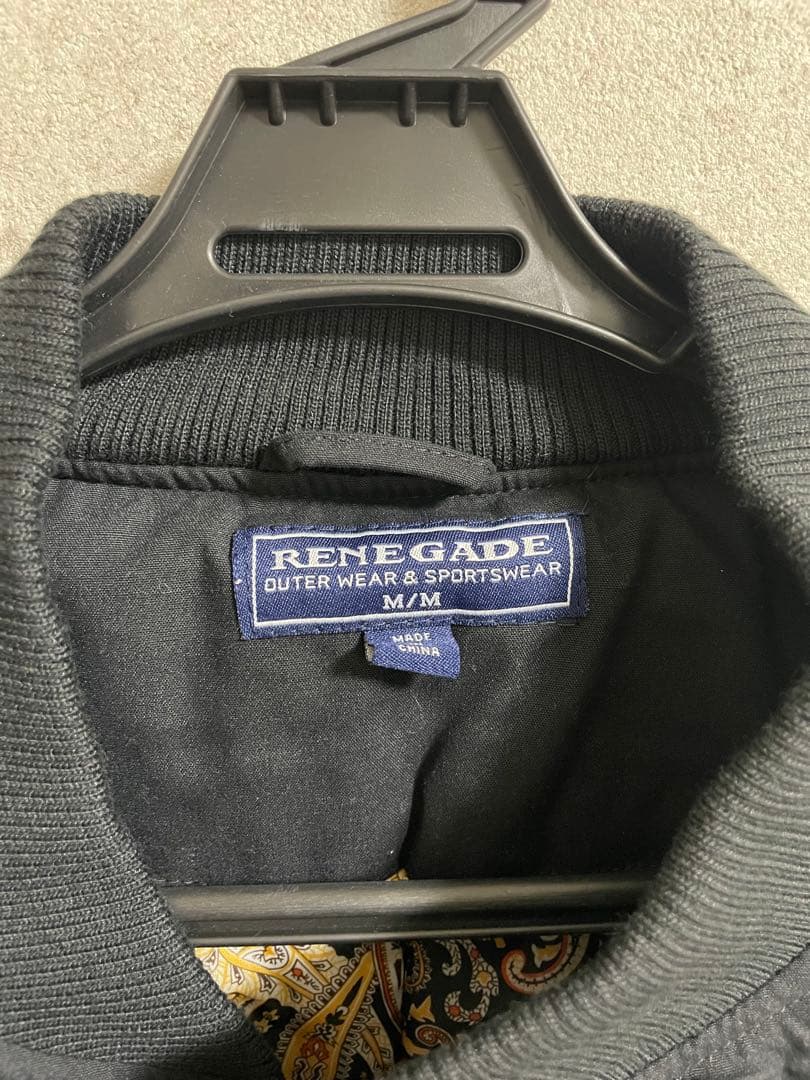 RENEGADE
OUTER WEAR & SPORTSWEAR
M/M
MADE
CHINA